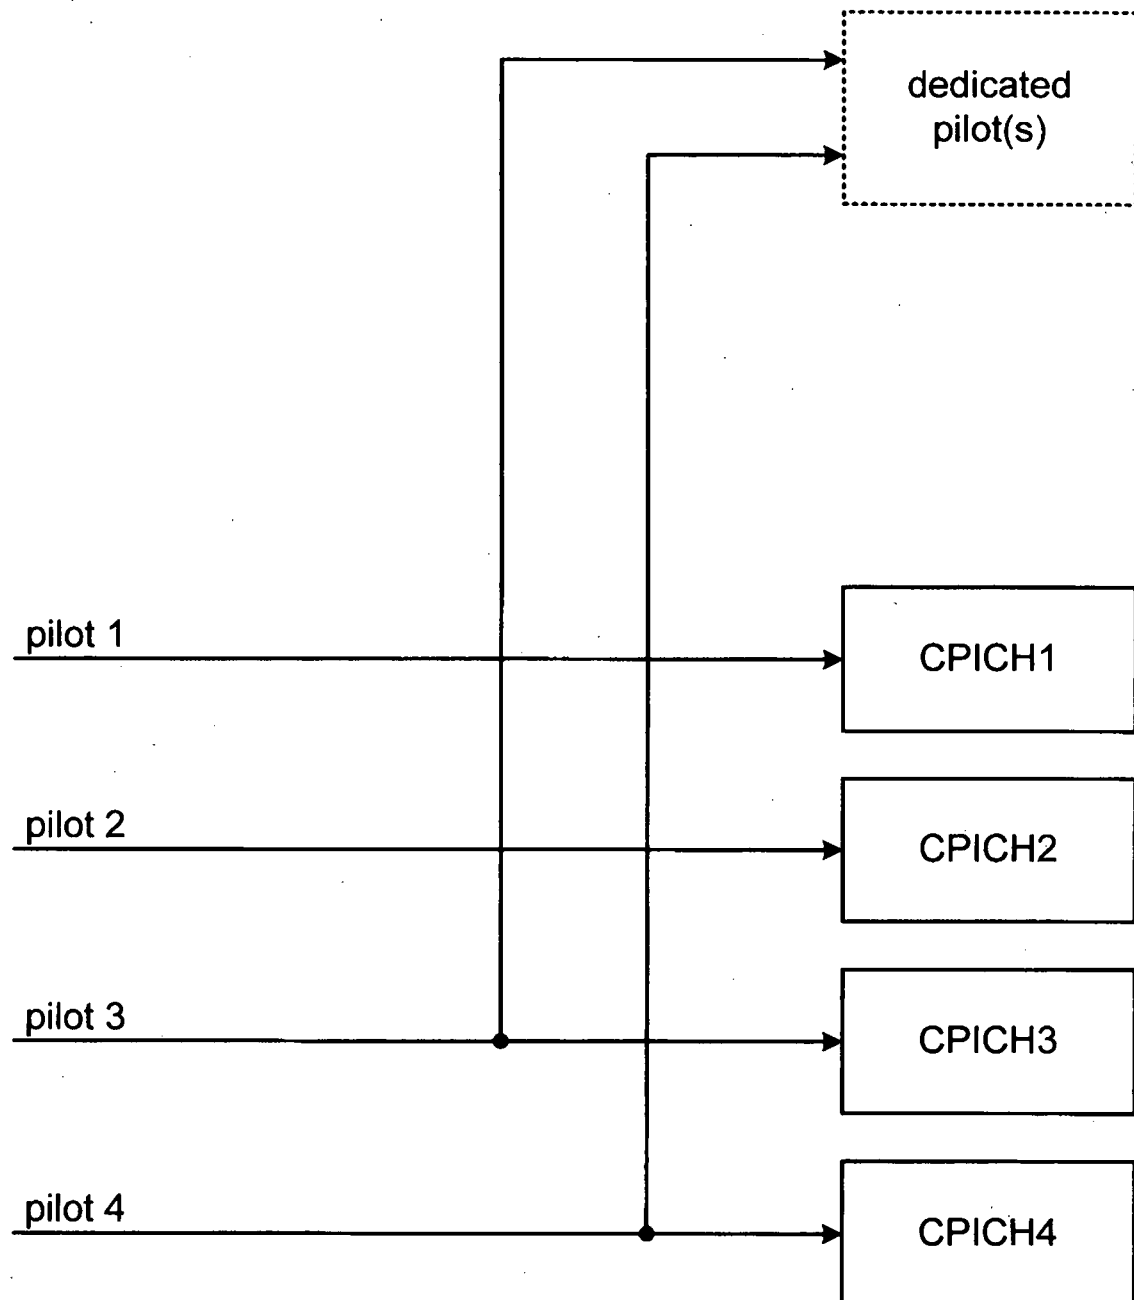 dedicated
pilot(s)
pilot 1
CPICH1
pilot 2
CPICH2
pilot 3
CPICH3
pilot 4
CPICH4